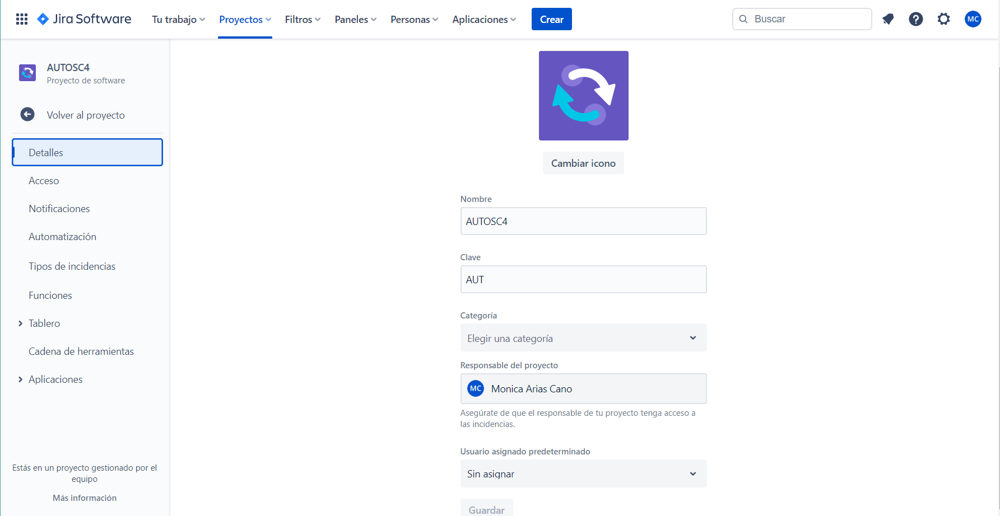 Jira Software
Tu trabajo
Proyectos
Filtros
Paneles
Personas
Aplicaciones
Crear
Buscar
MC
AUTOSC4
Proyecto de software
Volver al proyecto
Detalles
Acceso
Notificaciones
Automatización
Tipos de incidencias
Funciones
Tablero
Cadena de herramientas
Aplicaciones
Estás en un proyecto gestionado por el
equipo
Más información
Cambiar icono
Nombre
AUTOSC4
Clave
AUT
Categoría
Elegir una categoría
Responsable del proyecto
MC Monica Arias Cano
Asegúrate de que el responsable de tu proyecto tenga acceso a
las incidencias.
Usuario asignado predeterminado
Sin asignar
Guardar